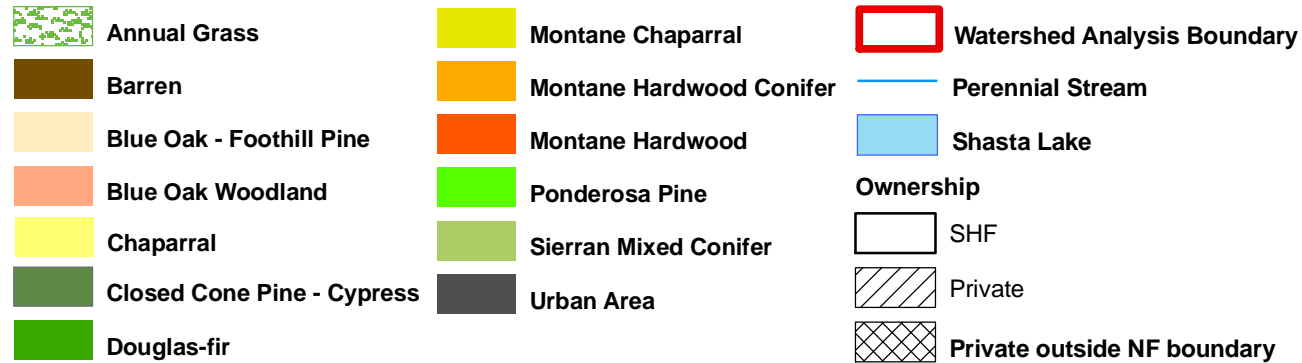 Annual Grass
Barren
Blue Oak - Foothill Pine
Blue Oak Woodland
Chaparral
Closed Cone Pine - Cypress
Douglas-fir
Montane Chaparral
Montane Hardwood Conifer
Montane Hardwood
Ponderosa Pine
Sierran Mixed Conifer
Urban Area
Watershed Analysis Boundary
Perennial Stream
Shasta Lake
Ownership
SHF
Private
Private outside NF boundary